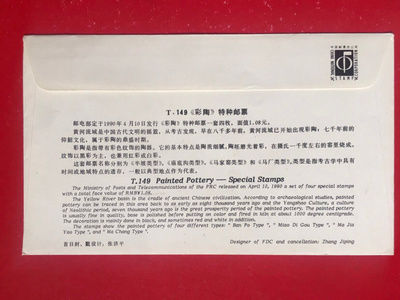 T·149《彩陶》特种邮票
邮电部定于1990年4月10日发行《彩陶》特种邮票一套四枚。面值1.08元。
黄河流域是中国古代文明的摇篮。从考古发现，早在八千多年前，黄河流域已开始出现彩陶；七千年前的
仰韶文化，属于彩陶的鼎盛时期。
彩陶是指带有彩色纹饰的陶器。它的基本特点是陶质细腻，陶坯磨光着彩，在摄氏一千度左右的窑里烧成。
纹饰以黑彩为主，也兼用红彩或白彩。
这套邮票名称分别为《半坡类型》、《庙底沟类型》、《马家窑类型》和《马厂类型》。类型是指考古学中具有
时间或地域特点的遗存，一般以典型地点作为代表。
T.149 Painted Pottery — Special Stamps
The Ministry of Posts and Telecommunications of the PRC released on April 10, 1990 a set of four special stamps
with a total face value of RMB¥1.08.
The Yellow River basin is the cradle of ancient Chinese civilization. According to archaeological studies, painted
pottery can be traced in this area back to as early as eight thousand years ago and the Yangshao Culture, a culture
of Neolithic period, seven thousand years ago is the great prosperity period of the painted pottery. The painted pottery
is usually fine in quality, base is polished before putting on color and fired in kiln at about 1000 degree centigrade.
The decoration is mainly done in black, and sometimes red and white in addition.
The stamps show the painted pottery of four different types: " Ban Po Type ", " Miao Di Gou Type ", " Ma Jia
Yao Type ", and " Ma Chang Type ".
首日封、戳设计：张济平
Designer of FDC and cancellation: Zhang Jiping